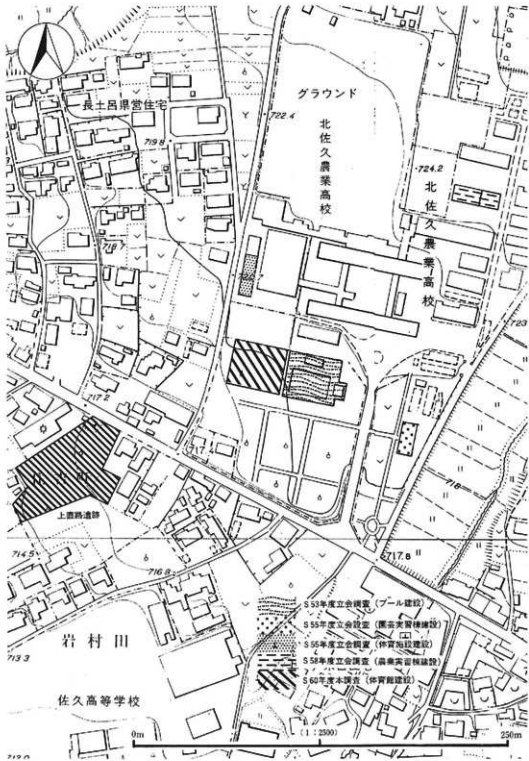 グラウンド
長土呂県営住宅
722.4
北佐久農業高校
719.8
724.2
北佐久農業高校
723
717.2
717
718
上直路遺跡
714.5
716.8
717.8
S53年度立会調査(プール建設)
S55年度立会設査(園芸実習棟建設)
S55年度立会調査(体育施設建設)
S58年度立会調査(農業実習棟建設)
S60年度本調査(体育館建設)
岩村田
713.3
佐久高等学校
0m
(1:2500)
250m